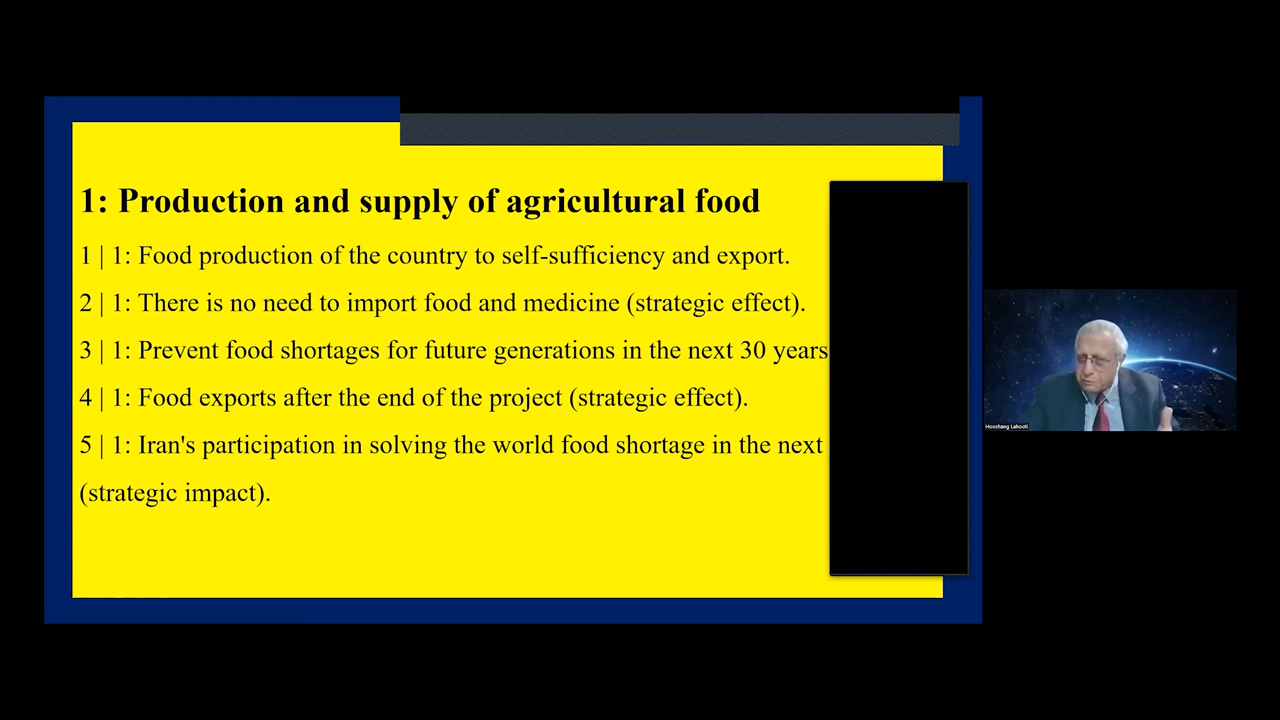 1: Production and supply of agricultural food
1 | 1: Food production of the country to self-sufficiency and export.
2 | 1: There is no need to import food and medicine (strategic effect).
3 | 1: Prevent food shortages for future generations in the next 30 years
4 | 1: Food exports after the end of the project (strategic effect).
5 | 1: Iran's participation in solving the world food shortage in the next
(strategic impact).
Hooshang Lahooti